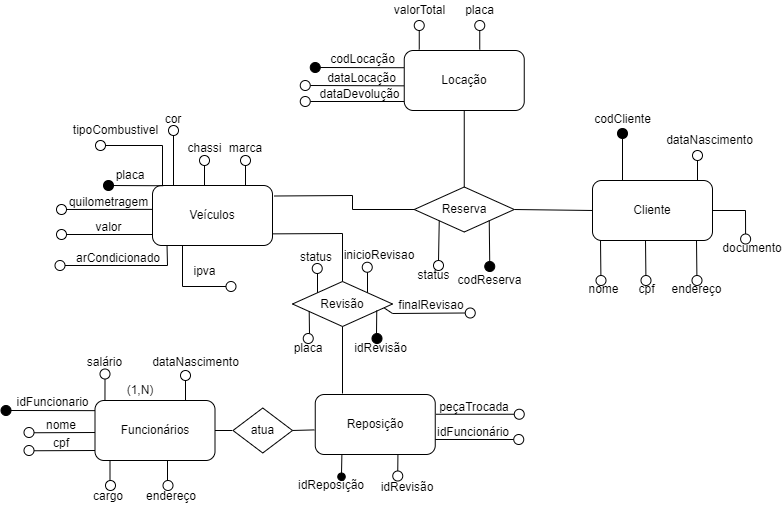 valorTotal
placa
codLocação
dataLocação
dataDevolução
Locação
cor
tipoCombustivel
chassi
marca
codCliente
dataNascimento
placa
quilometragem
valor
Veículos
Reserva
Cliente
arCondicionado
ipva
status
inicioRevisao
status
codReserva
documento
nome
cpf
endereço
Revisão
finalRevisao
placa
idRevisão
salário
dataNascimento
(1,N)
idFuncionario
nome
cpf
Funcionários
atua
Reposição
peçaTrocada
idFuncionário
cargo
endereço
idReposição
idRevisão